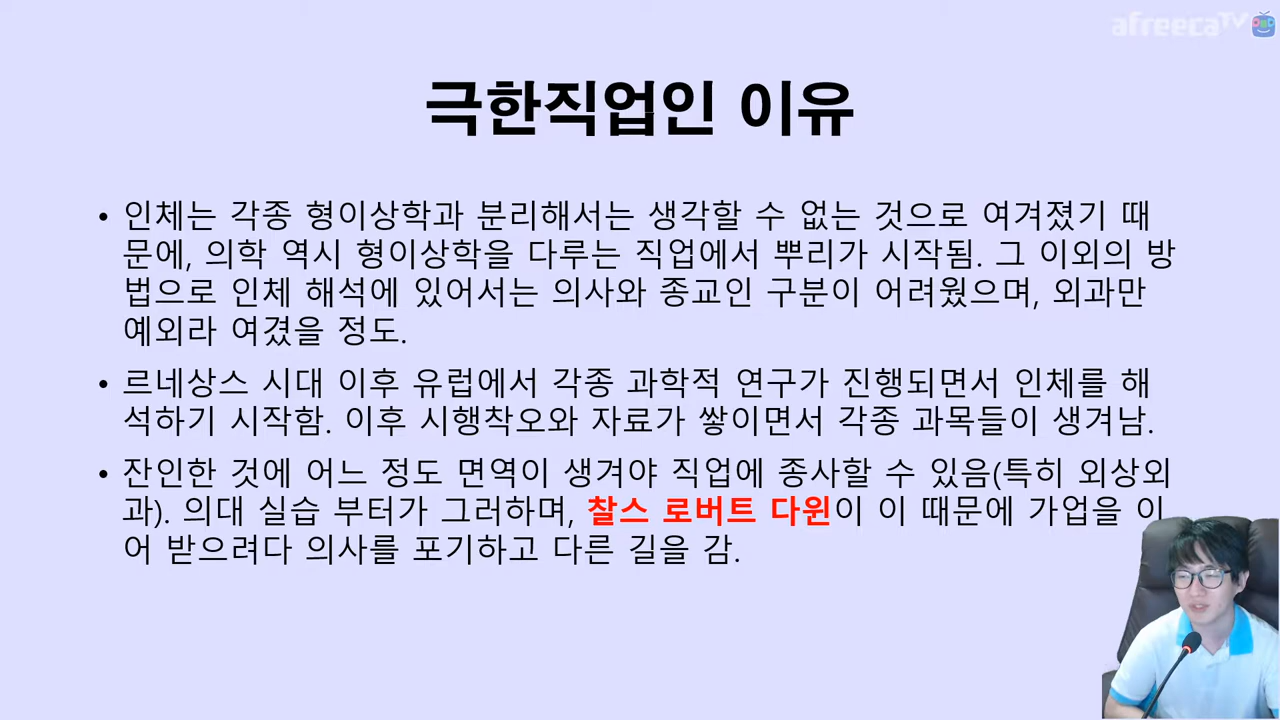 afreecaTV
극한직업인 이유
• 인체는 각종 형이상학과 분리해서는 생각할 수 없는 것으로 여겨졌기 때
문에, 의학 역시 형이상학을 다루는 직업에서 뿌리가 시작됨. 그 이외의 방
법으로 인체 해석에 있어서는 의사와 종교인 구분이 어려웠으며, 외과만
예외라 여겼을 정도.
• 르네상스 시대 이후 유럽에서 각종 과학적 연구가 진행되면서 인체를 해
석하기 시작함. 이후 시행착오와 자료가 쌓이면서 각종 과목들이 생겨남.
• 잔인한 것에 어느 정도 면역이 생겨야 직업에 종사할 수 있음(특히 외상외
과). 의대 실습 부터가 그러하며, 찰스 로버트 다윈이 이 때문에 가업을 이
어 받으려다 의사를 포기하고 다른 길을 감.